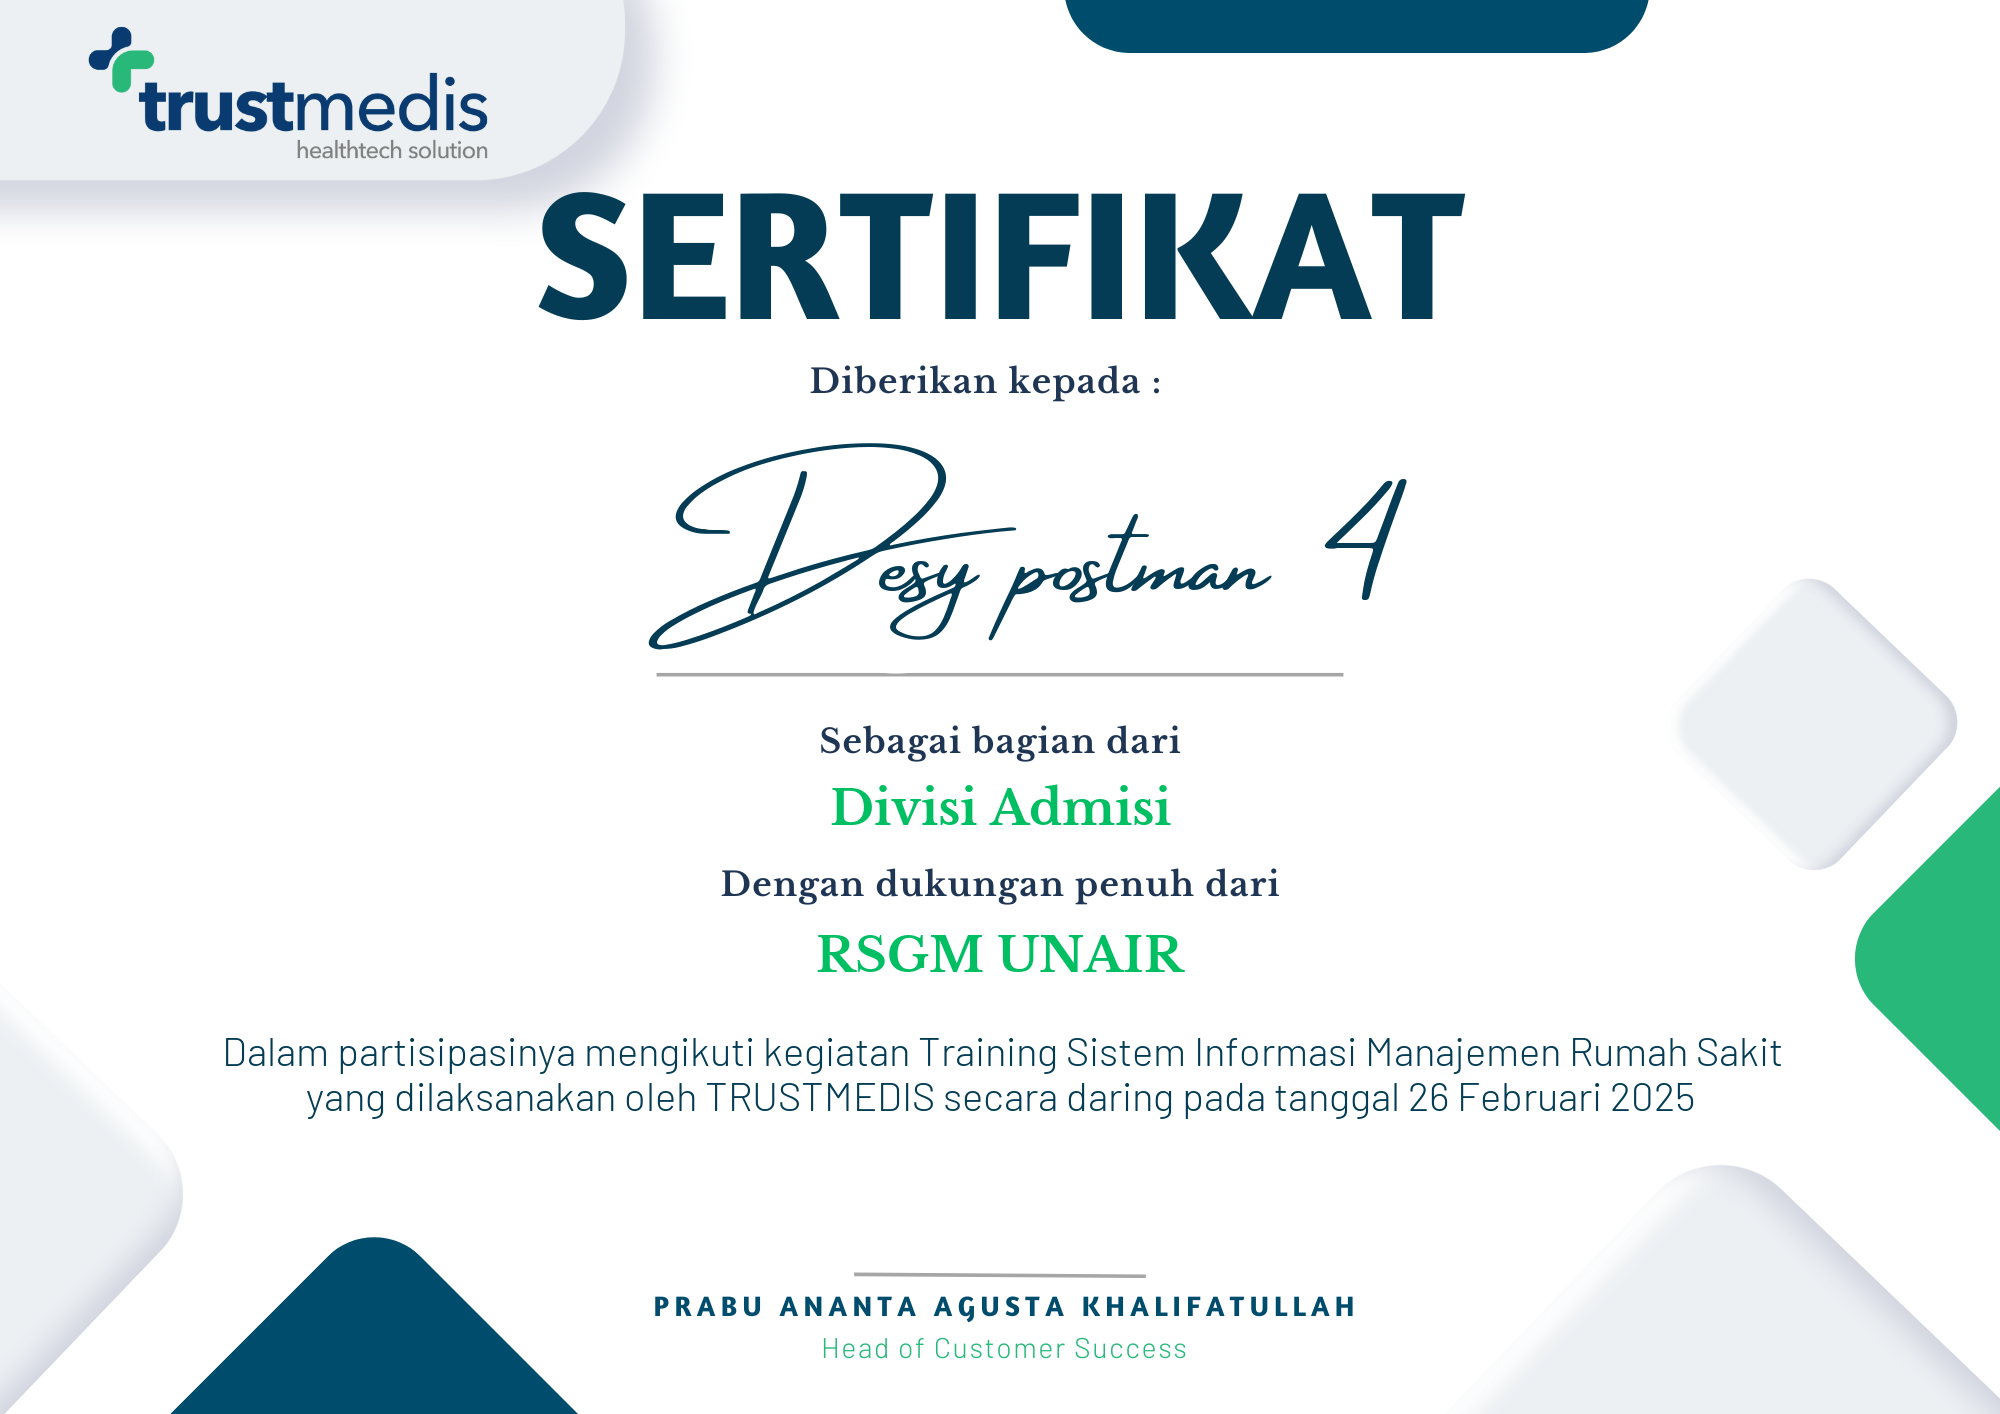 trustmedis
healthtech solution
SERTIFIKAT
Diberikan kepada :
Desy postman 4
Sebagai bagian dari
Divisi Admisi
Dengan dukungan penuh dari
RSGM UNAIR
Dalam partisipasinya mengikuti kegiatan Training Sistem Informasi Manajemen Rumah Sakit
yang dilaksanakan oleh TRUSTMEDIS secara daring pada tanggal 26 Februari 2025
PRABU ANANTA AGUSTA KHALIFATULLAH
Head of Customer Success